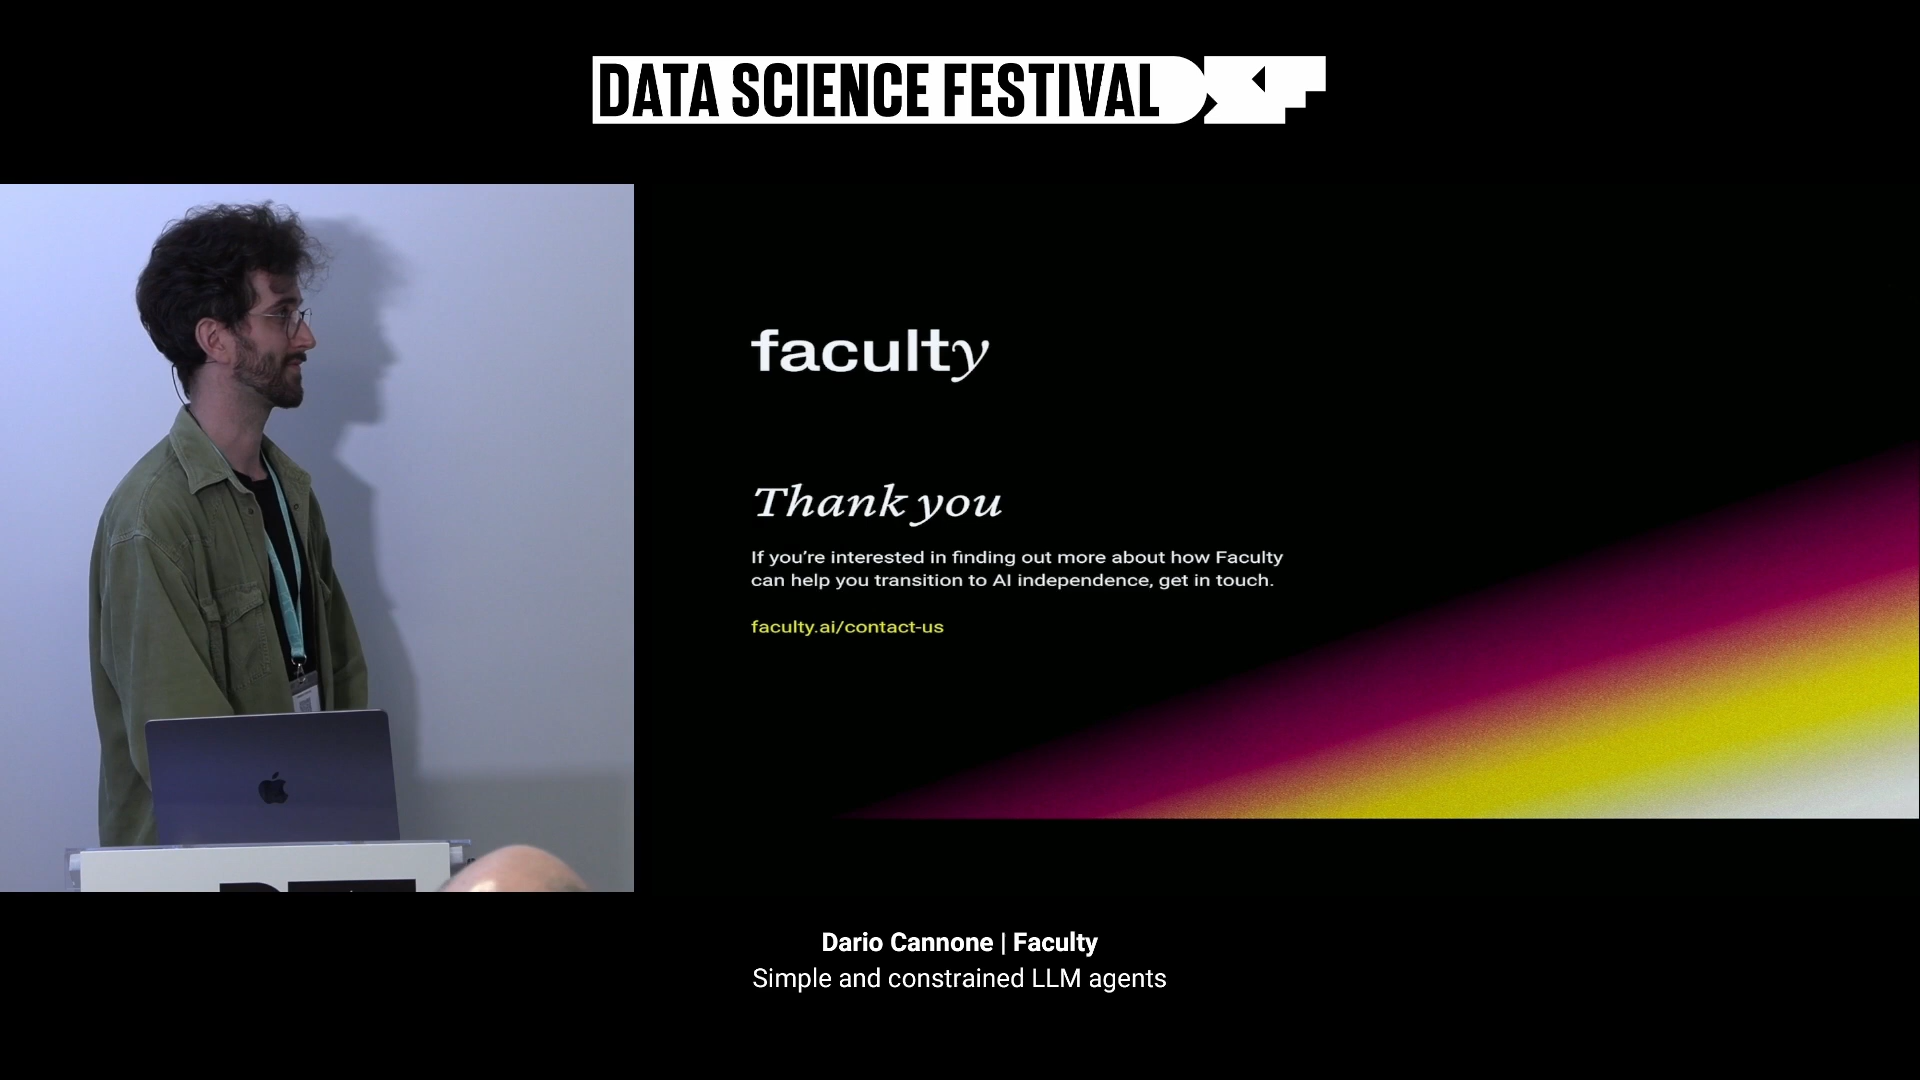 DATA SCIENCE FESTIVAL
faculty
Thank you
If you’re interested in finding out more about how Faculty
can help you transition to AI independence, get in touch.
faculty.ai/contact-us
Dario Cannone | Faculty
Simple and constrained LLM agents